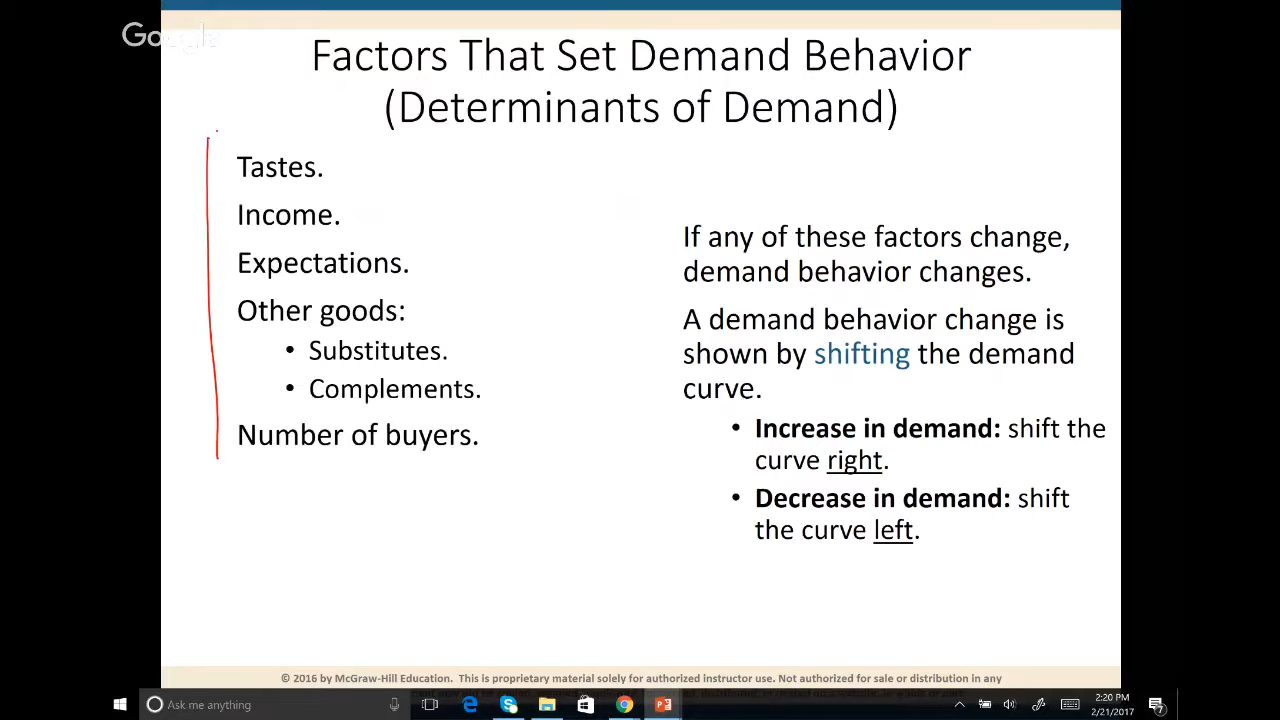 Google
Factors That Set Demand Behavior
(Determinants of Demand)
Tastes.
Income.
Expectations.
Other goods:
• Substitutes.
• Complements.
Number of buyers.
If any of these factors change,
demand behavior changes.
A demand behavior change is
shown by shifting the demand
curve.
• Increase in demand: shift the
curve right.
• Decrease in demand: shift
the curve left.
© 2016 by McGraw-Hill Education. This is proprietary material solely for authorized instructor use. Not authorized for sale or distribution in any
Ask me anything
2:20 PM
2/21/2017
7